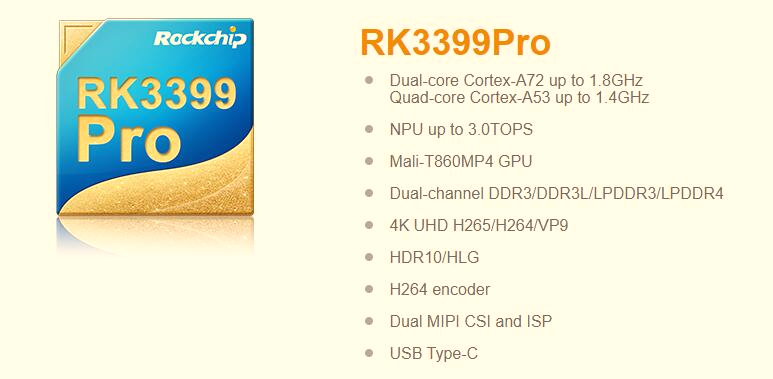 Rockchip
RK3399
Pro
RK3399Pro
Dual-core Cortex-A72 up to 1.8GHz
Quad-core Cortex-A53 up to 1.4GHz
NPU up to 3.0TOPS
Mali-T860MP4 GPU
Dual-channel DDR3/DDR3L/LPDDR3/LPDDR4
4K UHD H265/H264/VP9
HDR10/HLG
H264 encoder
Dual MIPI CSI and ISP
USB Type-C